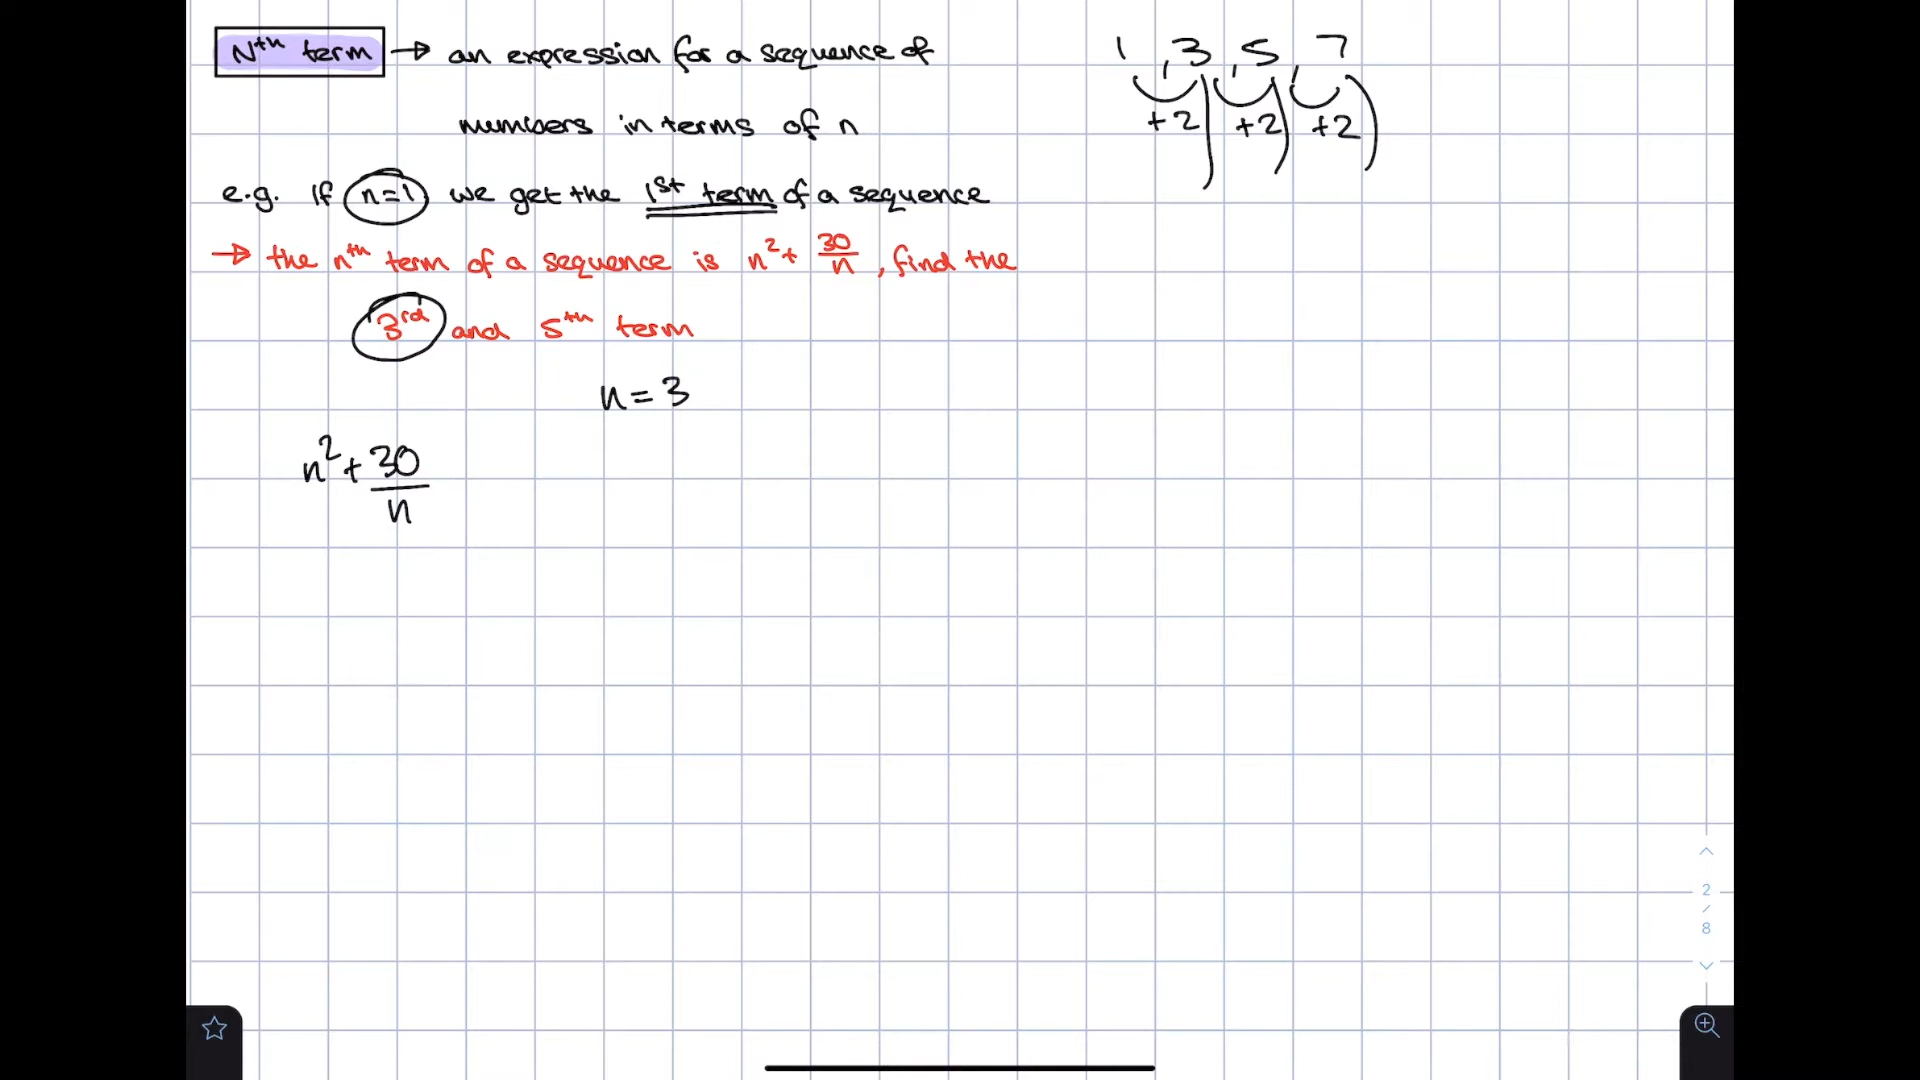 Nth term → an expression for a sequence of
numbers in terms of n
e.g. If n=1 we get the 1st term of a sequence
→ the nth term of a sequence is n² + 30/n, find the
3rd and 5th term
n = 3
n² + 30/n
1, 3, 5, 7
+2 +2 +2
2
/
8